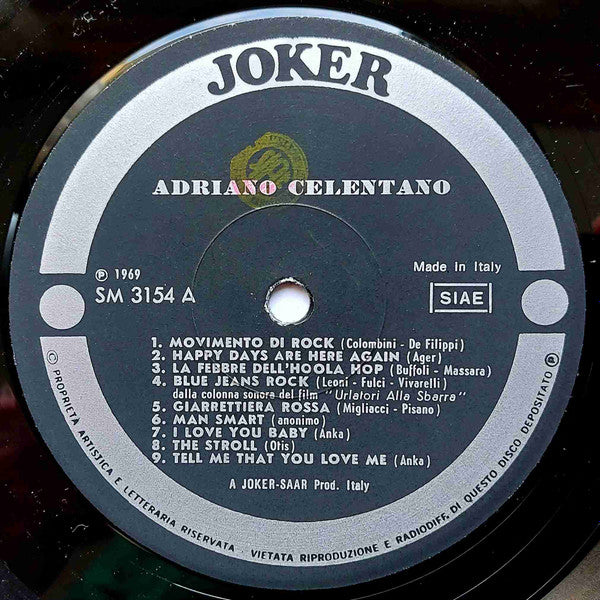 JOKER
ADRIANO CELENTANO
℗ 1969
SM 3154 A
Made in Italy
SIAE
1. MOVIMENTO DI ROCK (Colombini - De Filippi)
2. HAPPY DAYS ARE HERE AGAIN (Ager)
3. LA FEBBRE DELL'HOOLA HOP (Buffoli - Massara)
4. BLUE JEANS ROCK (Leoni - Fulci - Vivarelli)
dalla colonna sonora del film "Urlatori Alla Sbarra"
5. GIARRETTIERA ROSSA (Migliacci - Pisano)
6. MAN SMART (anonimo)
7. I LOVE YOU BABY (Anka)
8. THE STROLL (Otis)
9. TELL ME THAT YOU LOVE ME (Anka)
A JOKER-SAAR Prod. Italy
© PROPRIETÀ ARTISTICA E LETTERARIA RISERVATA - VIETATA RIPRODUZIONE E RADIODIFF. DI QUESTO DISCO DEPOSITATO ℗